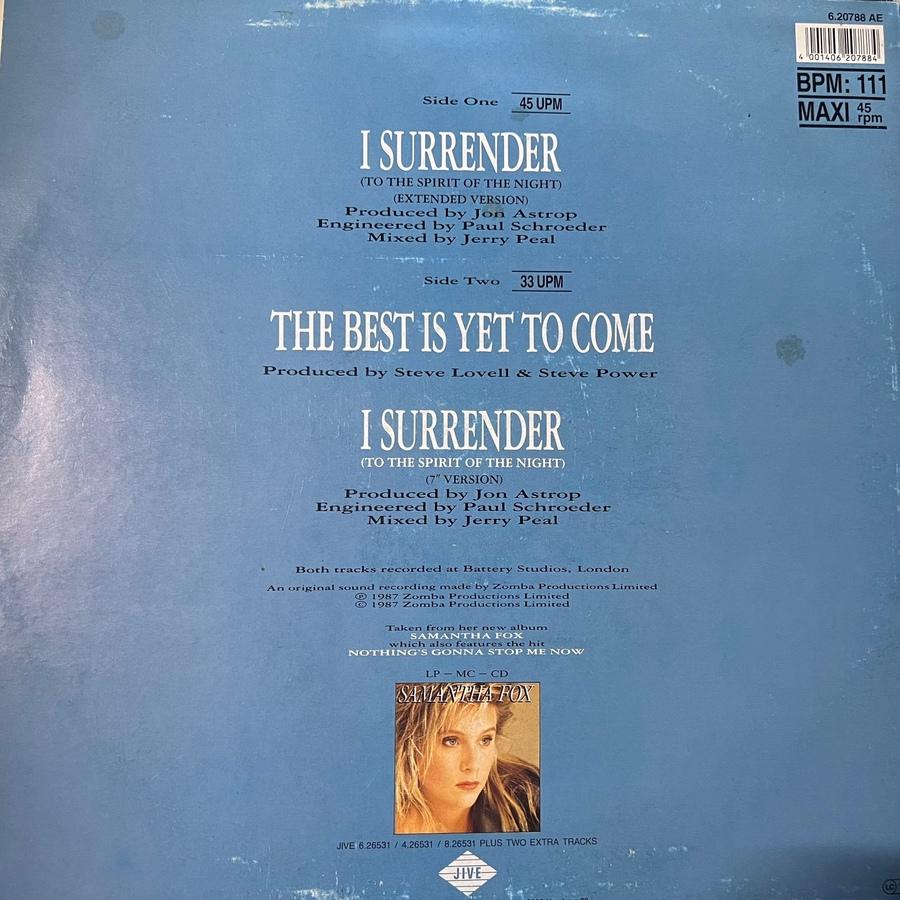 6.20788 AE
4 001406 207884
BPM: 111
MAXI 45 rpm
Side One 45 UPM
I SURRENDER
(TO THE SPIRIT OF THE NIGHT)
(EXTENDED VERSION)
Produced by Jon Astrop
Engineered by Paul Schroeder
Mixed by Jerry Peal
Side Two 33 UPM
THE BEST IS YET TO COME
Produced by Steve Lovell & Steve Power
I SURRENDER
(TO THE SPIRIT OF THE NIGHT)
(7" VERSION)
Produced by Jon Astrop
Engineered by Paul Schroeder
Mixed by Jerry Peal
Both tracks recorded at Battery Studios, London
An original sound recording made by Zomba Productions Limited
℗ 1987 Zomba Productions Limited
© 1987 Zomba Productions Limited
Taken from her new album
SAMANTHA FOX
which also features the hit
NOTHING'S GONNA STOP ME NOW
LP – MC – CD
SAMANTHA FOX
JIVE 6.26531 / 4.26531 / 8.26531 PLUS TWO EXTRA TRACKS
JIVE
LC